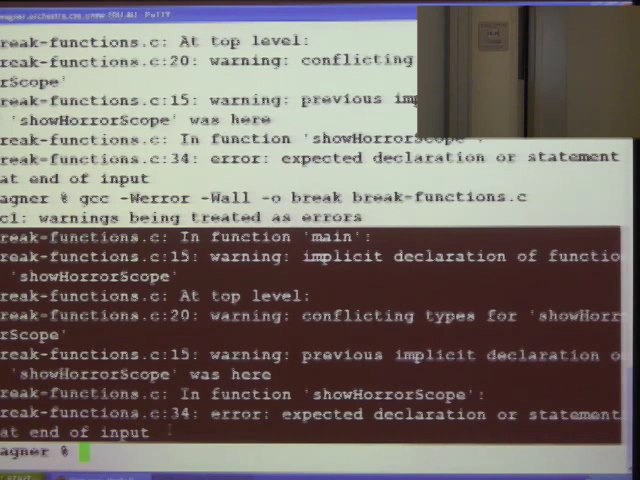 reak-functions.c: At top level:
reak-functions.c:20: warning: conflicting
rScope'
reak-functions.c:15: warning: previous imp
'showHorrorScope' was here
reak-functions.c: In function 'showHorrorScope':
reak-functions.c:34: error: expected declaration or statement
at end of input
agner % gcc -Werror -Wall -o break break-functions.c
c1: warnings being treated as errors
reak-functions.c: In function 'main':
reak-functions.c:15: warning: implicit declaration of functio
'showHorrorScope'
reak-functions.c: At top level:
reak-functions.c:20: warning: conflicting types for 'showHorr
rScope'
reak-functions.c:15: warning: previous implicit declaration o
'showHorrorScope' was here
reak-functions.c: In function 'showHorrorScope':
reak-functions.c:34: error: expected declaration or statement
at end of input
agner %